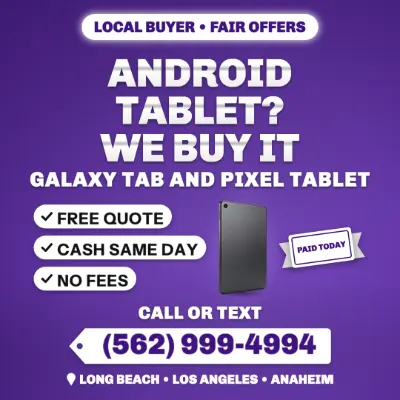 LOCAL BUYER • FAIR OFFERS
ANDROID
TABLET?
WE BUY IT
GALAXY TAB AND PIXEL TABLET
FREE QUOTE
CASH SAME DAY
NO FEES
PAID TODAY
CALL OR TEXT
(562) 999-4994
LONG BEACH • LOS ANGELES • ANAHEIM